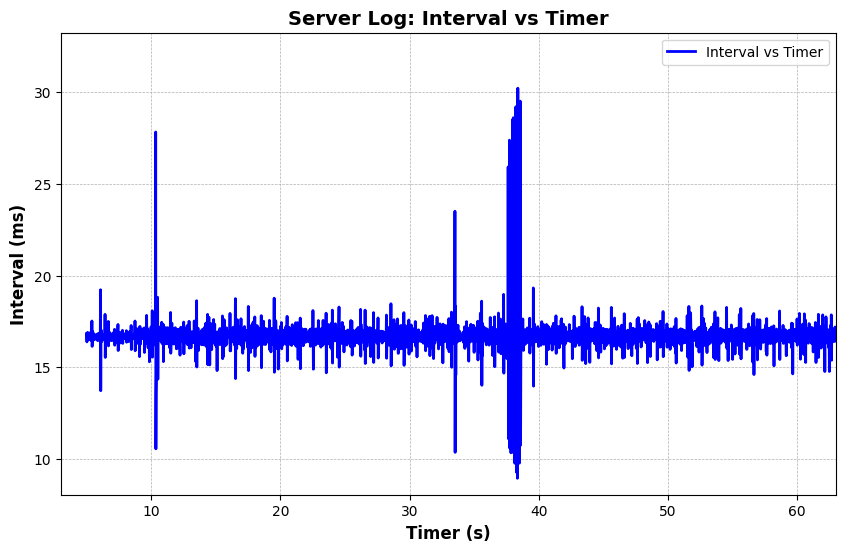 Server Log: Interval vs Timer
Interval vs Timer
Interval (ms)
30
25
20
15
10
10 20 30 40 50 60
Timer (s)